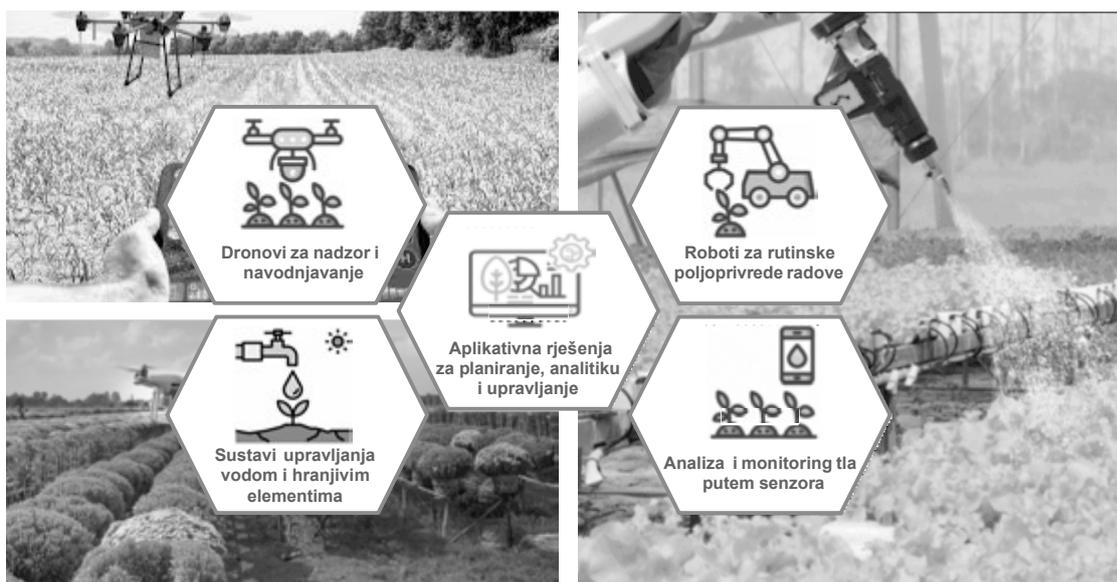 Dronovi za nadzor i
navodnjavanje
Roboti za rutinske
poljoprivrede radove
Aplikativna rješenja
za planiranje, analitiku
i upravljanje
Sustavi upravljanja
vodom i hranjivim
elementima
Analiza i monitoring tla
putem senzora